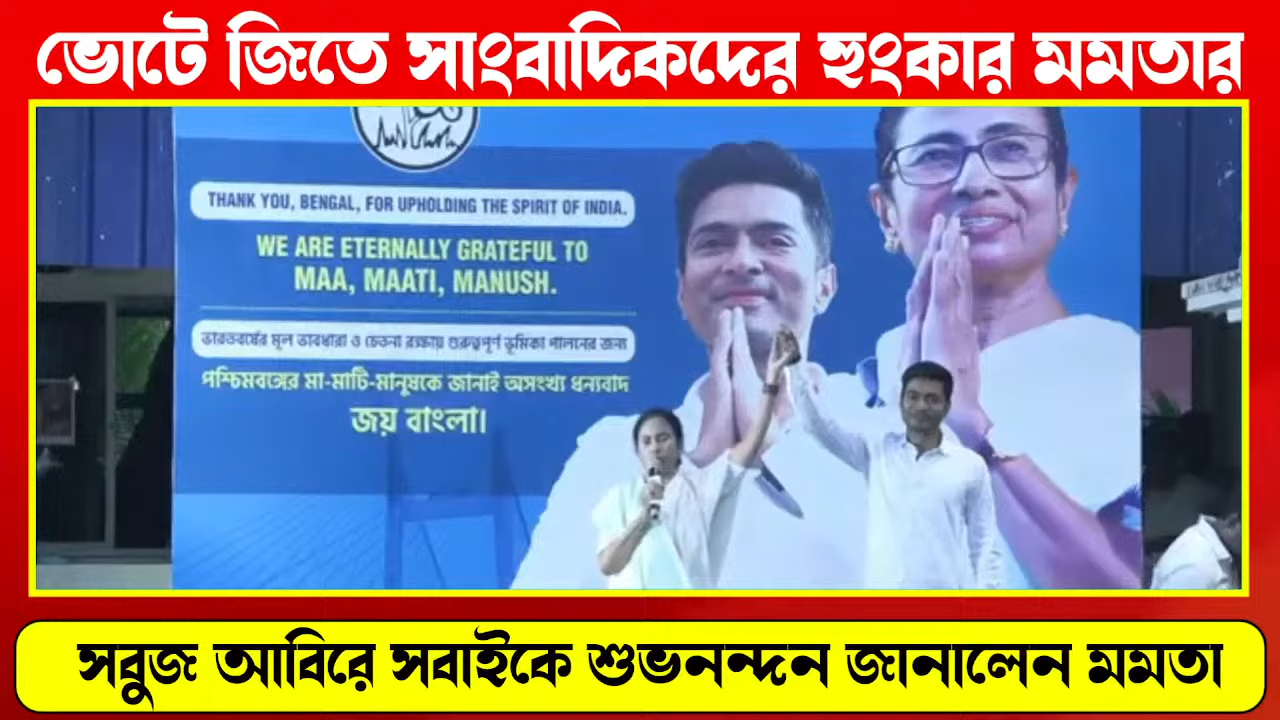 ভোটে জিতে সাংবাদিকদের হুংকার মমতার
THANK YOU, BENGAL, FOR UPHOLDING THE SPIRIT OF INDIA.
WE ARE ETERNALLY GRATEFUL TO
MAA, MAATI, MANUSH.
ভারতবর্ষের মূল ভাবধারা ও চেতনা রক্ষায় গুরুত্বপূর্ণ ভূমিকা পালনের জন্য
পশ্চিমবঙ্গের মা-মাটি-মানুষকে জানাই অসংখ্য ধন্যবাদ
জয় বাংলা।
সবুজ আবিরে সবাইকে শুভনন্দন জানালেন মমতা